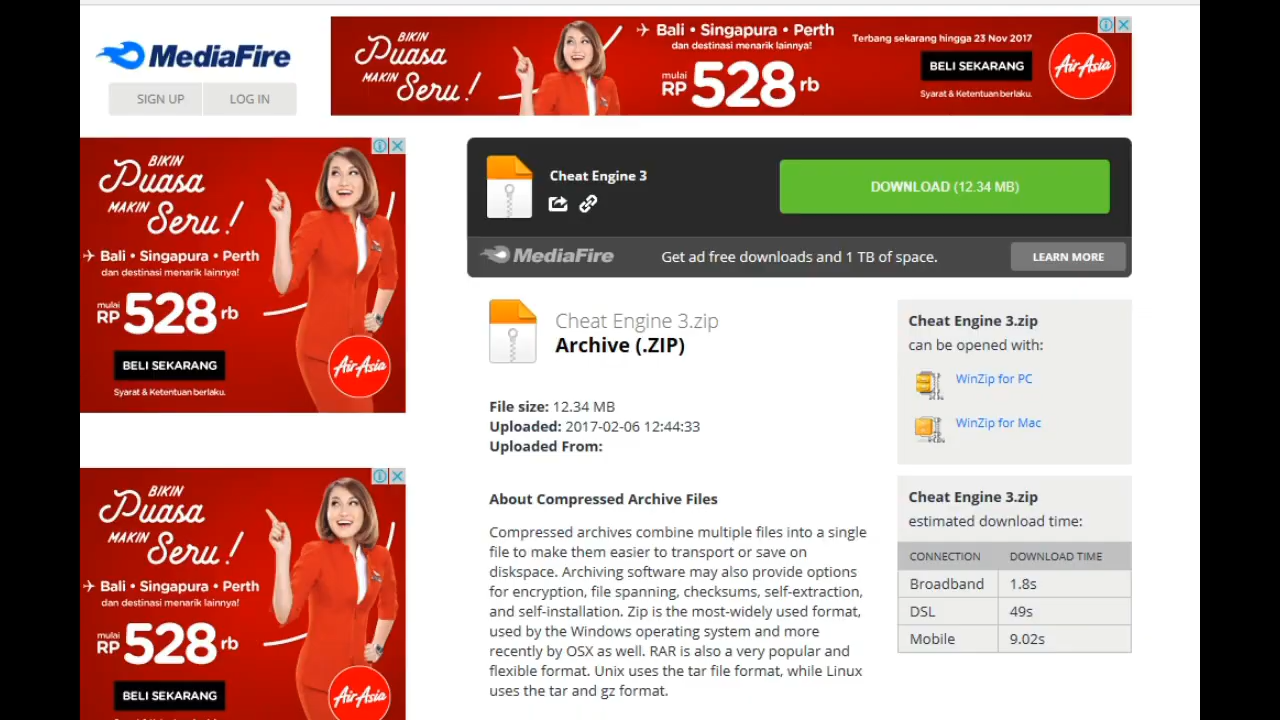 MediaFire
SIGN UP
LOG IN
BIKIN
Puasa
MAKIN
Seru!
Bali • Singapura • Perth
dan destinasi menarik lainnya!
mulai
RP 528 rb
Terbang sekarang hingga 23 Nov 2017
BELI SEKARANG
Syarat & Ketentuan berlaku.
AirAsia
BIKIN
Puasa
MAKIN
Seru!
Bali • Singapura • Perth
dan destinasi menarik lainnya!
mulai
RP 528 rb
BELI SEKARANG
Syarat & Ketentuan berlaku.
AirAsia
BIKIN
Puasa
MAKIN
Seru!
Bali • Singapura • Perth
dan destinasi menarik lainnya!
mulai
RP 528 rb
BELI SEKARANG
AirAsia
Cheat Engine 3
DOWNLOAD (12.34 MB)
MediaFire
Get ad free downloads and 1 TB of space.
LEARN MORE
Cheat Engine 3.zip
Archive (.ZIP)
File size: 12.34 MB
Uploaded: 2017-02-06 12:44:33
Uploaded From:
About Compressed Archive Files
Compressed archives combine multiple files into a single
file to make them easier to transport or save on
diskspace. Archiving software may also provide options
for encryption, file spanning, checksums, self-extraction,
and self-installation. Zip is the most-widely used format,
used by the Windows operating system and more
recently by OSX as well. RAR is also a very popular and
flexible format. Unix uses the tar file format, while Linux
uses the tar and gz format.
Cheat Engine 3.zip
can be opened with:
WinZip for PC
WinZip for Mac
Cheat Engine 3.zip
estimated download time:
CONNECTION DOWNLOAD TIME
Broadband 1.8s
DSL 49s
Mobile 9.02s